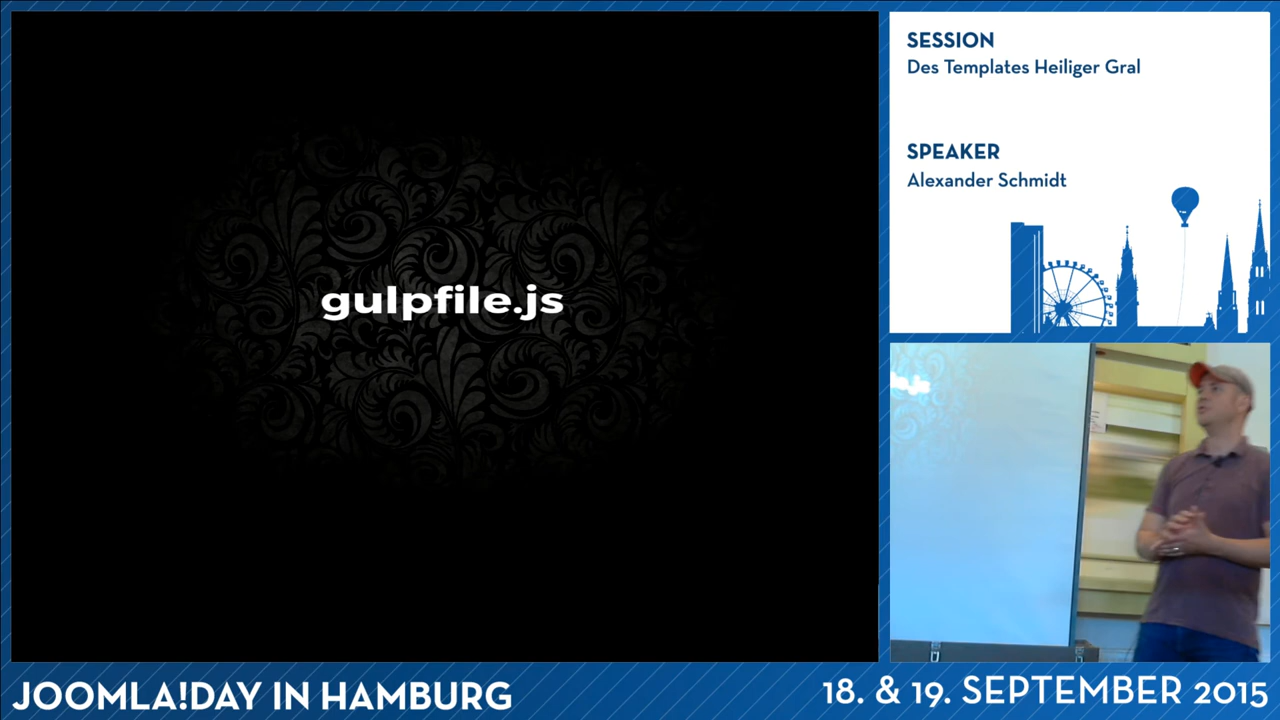 gulpfile.js
SESSION
Des Templates Heiliger Gral
SPEAKER
Alexander Schmidt
JOOMLA!DAY IN HAMBURG
18. & 19. SEPTEMBER 2015